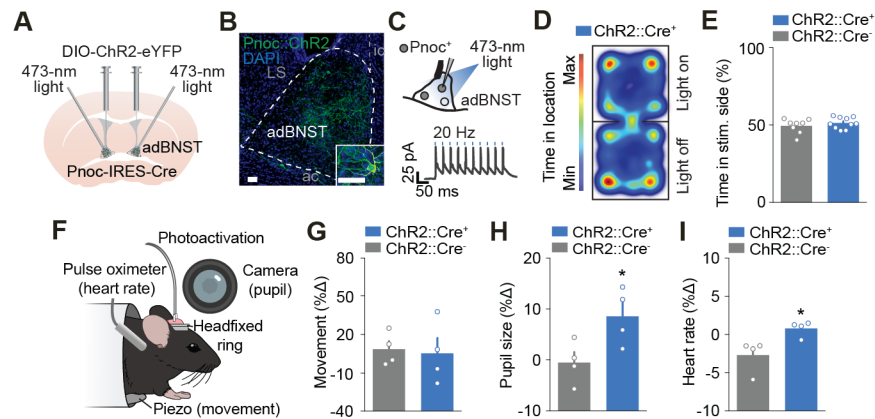 A
DIO-ChR2-eYFP
473-nm
light
473-nm
light
adBNST
Pnoc-IRES-Cre
B
Pnoc::ChR2
DAPI
LS
ic
ac
C
Pnoc⁺
473-nm
light
adBNST
20 Hz
25 pA
50 ms
D
ChR2::Cre⁺
Time in location
Max
Min
Light on
Light off
E
ChR2::Cre⁺
ChR2::Cre⁻
Time in stim. side (%)
100
50
0
F
Photoactivation
Pulse oximeter
(heart rate)
Camera
(pupil)
Headfixed
ring
Piezo (movement)
G
ChR2::Cre⁺
ChR2::Cre⁻
Movement (%Δ)
80
50
20
-10
-40
H
ChR2::Cre⁺
ChR2::Cre⁻
Pupil size (%Δ)
20
10
0
-10
*
I
ChR2::Cre⁺
ChR2::Cre⁻
Heart rate (%Δ)
10
5
0
-5
-10
*